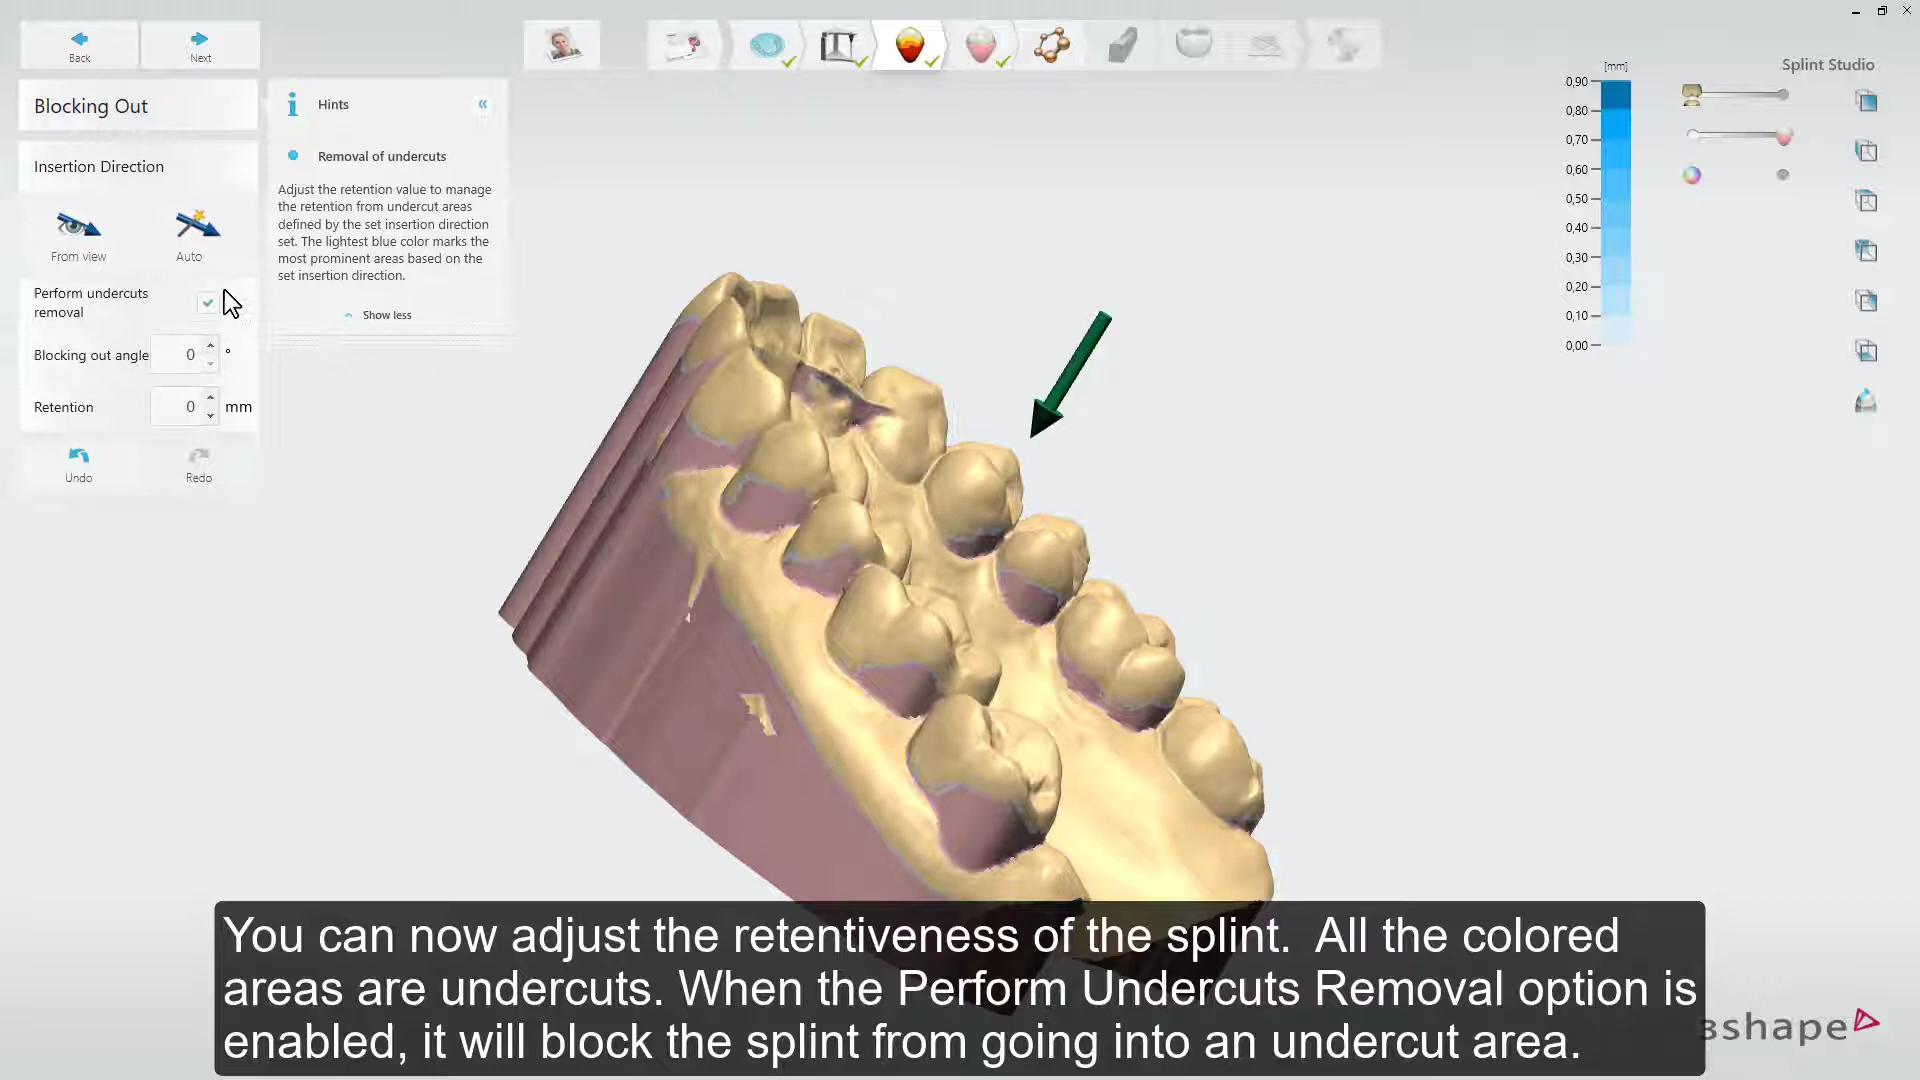 Back
Next
Blocking Out
Insertion Direction
From view
Auto
Perform undercuts
removal
Blocking out angle 0 °
Retention 0 mm
Undo
Redo
Hints
Removal of undercuts
Adjust the retention value to manage
the retention from undercut areas
defined by the set insertion direction
set. The lightest blue color marks the
most prominent areas based on the
set insertion direction.
Show less
[mm]
0,90
0,80
0,70
0,60
0,50
0,40
0,30
0,20
0,10
0,00
Splint Studio
You can now adjust the retentiveness of the splint. All the colored
areas are undercuts. When the Perform Undercuts Removal option is
enabled, it will block the splint from going into an undercut area.
3shape